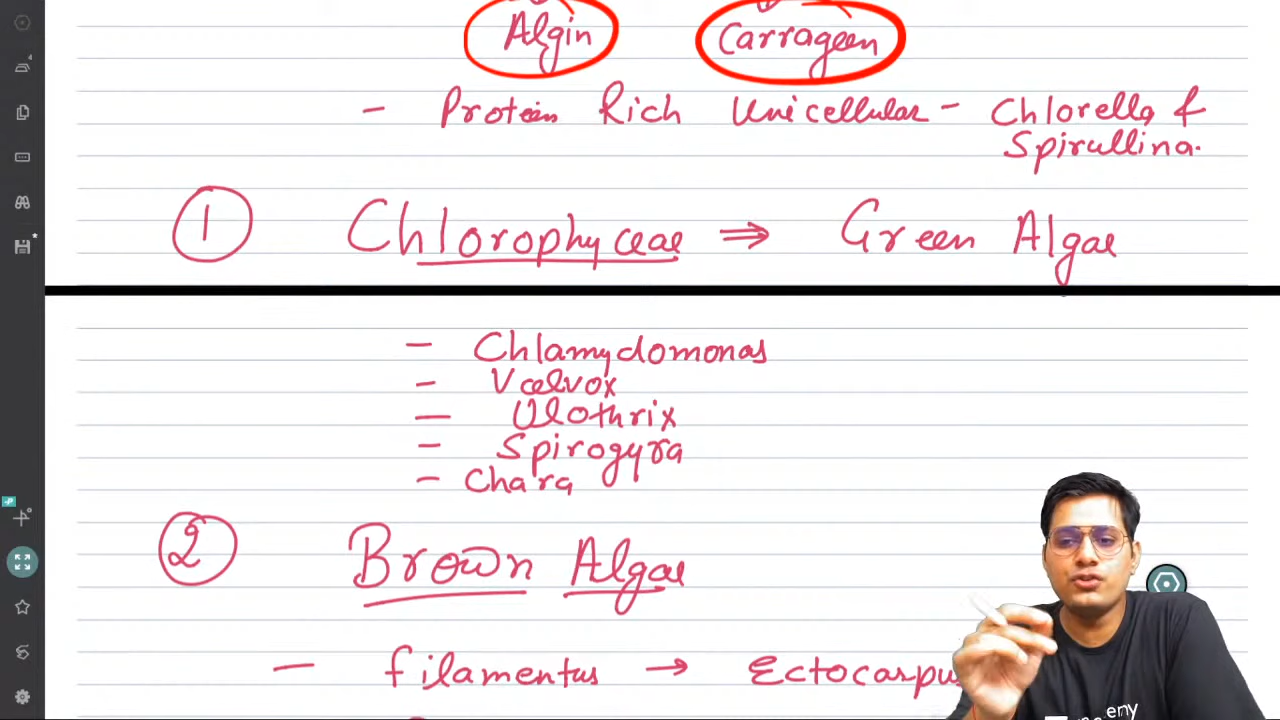 Algin Carrageen
- Protein Rich Unicellular - Chlorella &
Spirullina.
1 Chlorophyceae ⇒ Green Algae
- Chlamydomonas
- Volvox
- Ulothrix
- Spirogyra
- Chara
2 Brown Algae
- filamentus → Ectocarpus